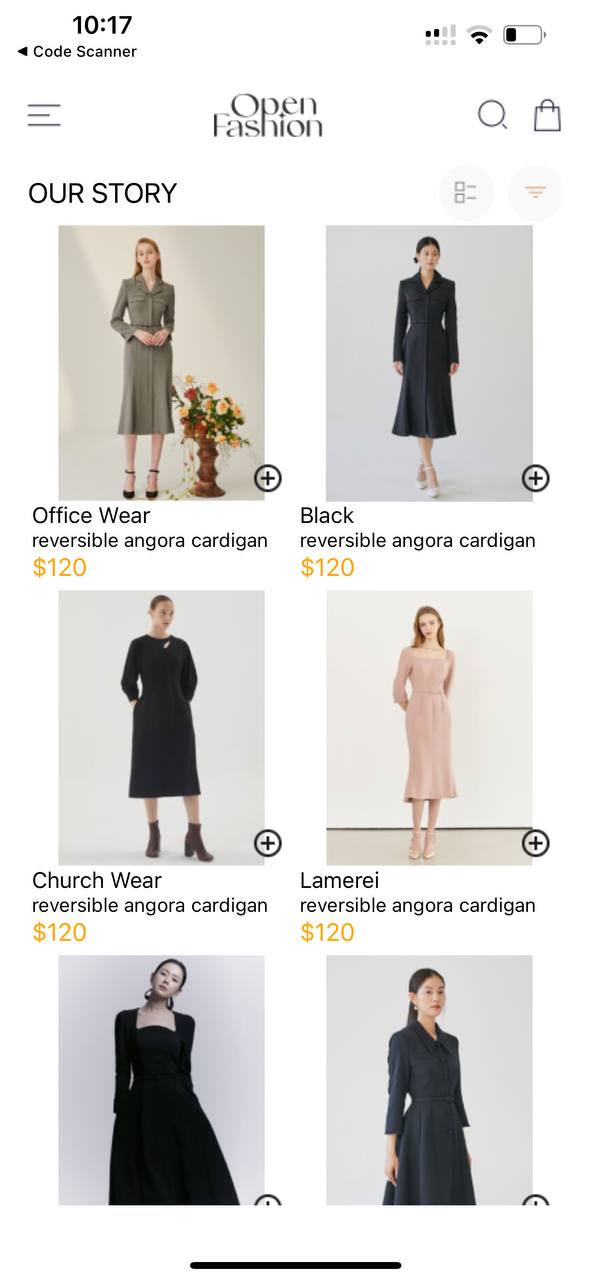 10:17
Code Scanner
Open
Fashion
OUR STORY
Office Wear
reversible angora cardigan
$120
Black
reversible angora cardigan
$120
Church Wear
reversible angora cardigan
$120
Lamerei
reversible angora cardigan
$120